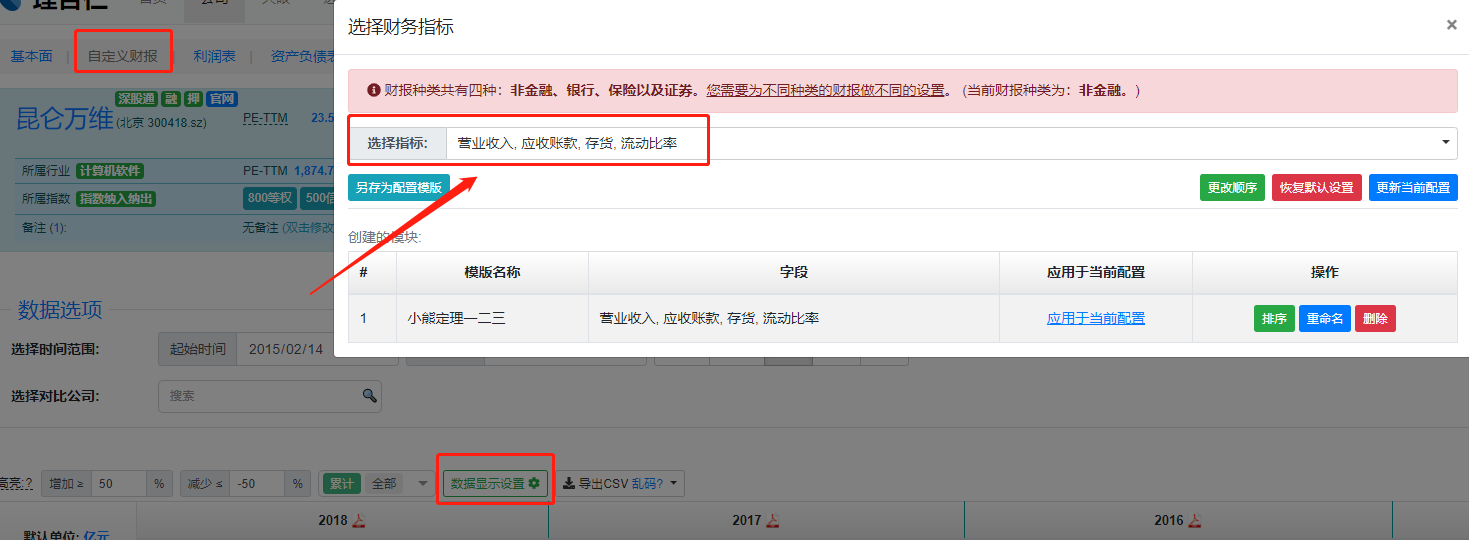 理杏仁
首页
公司
选择财务指标
×
基本面
自定义财报
利润表
资产负债表
财报种类共有四种：非金融、银行、保险以及证券。您需要为不同种类的财报做不同的设置。 (当前财报种类为：非金融。)
深股通 融 押 官网
昆仑万维 (北京 300418.sz)
PE-TTM 23.5
选择指标:
营业收入, 应收账款, 存货, 流动比率
所属行业 计算机软件
PE-TTM 1,874.7
另存为配置模版
更改顺序
恢复默认设置
更新当前配置
所属指数 指数纳入纳出
800等权
备注 (1):
无备注 (双击修改
创建的模块:
# 模版名称 字段 应用于当前配置 操作
1 小熊定理一二三 营业收入, 应收账款, 存货, 流动比率 应用于当前配置 排序 重命名 删除
数据选项
选择时间范围:
起始时间 2015/02/14
选择对比公司:
搜索
高亮:?
增加 ≥ 50 %
减少 ≤ -50 %
累计 全部
数据显示设置
导出CSV 乱码?
默认单位: 亿元
2018
2017
2016